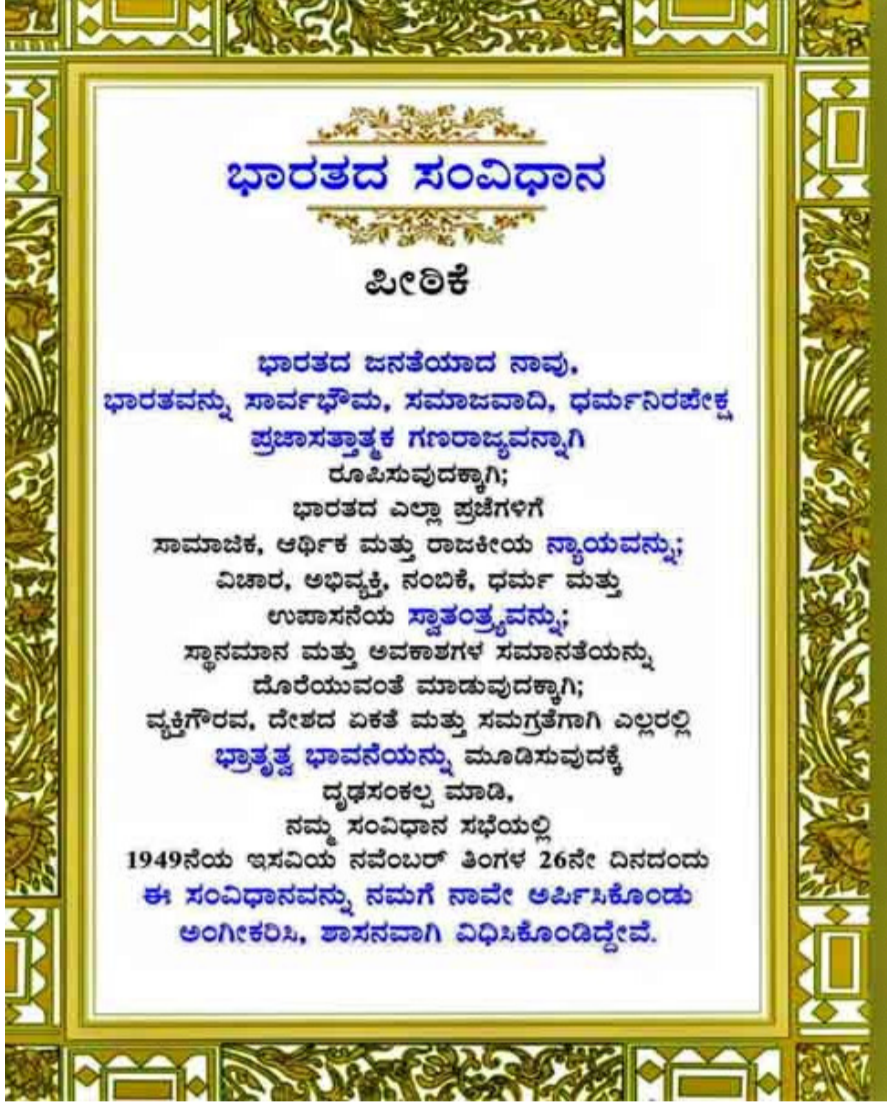 ಭಾರತದ ಸಂವಿಧಾನ
ಪೀಠಿಕೆ
ಭಾರತದ ಜನತೆಯಾದ ನಾವು,
ಭಾರತವನ್ನು ಸಾರ್ವಭೌಮ, ಸಮಾಜವಾದಿ, ಧರ್ಮನಿರಪೇಕ್ಷ
ಪ್ರಜಾಸತ್ತಾತ್ಮಕ ಗಣರಾಜ್ಯವನ್ನಾಗಿ
ರೂಪಿಸುವುದಕ್ಕಾಗಿ;
ಭಾರತದ ಎಲ್ಲಾ ಪ್ರಜೆಗಳಿಗೆ
ಸಾಮಾಜಿಕ, ಆರ್ಥಿಕ ಮತ್ತು ರಾಜಕೀಯ ನ್ಯಾಯವನ್ನು;
ವಿಚಾರ, ಅಭಿವ್ಯಕ್ತಿ, ನಂಬಿಕೆ, ಧರ್ಮ ಮತ್ತು
ಉಪಾಸನೆಯ ಸ್ವಾತಂತ್ರ್ಯವನ್ನು;
ಸ್ಥಾನಮಾನ ಮತ್ತು ಅವಕಾಶಗಳ ಸಮಾನತೆಯನ್ನು
ದೊರೆಯುವಂತೆ ಮಾಡುವುದಕ್ಕಾಗಿ;
ವ್ಯಕ್ತಿಗೌರವ, ದೇಶದ ಏಕತೆ ಮತ್ತು ಸಮಗ್ರತೆಗಾಗಿ ಎಲ್ಲರಲ್ಲಿ
ಭ್ರಾತೃತ್ವ ಭಾವನೆಯನ್ನು ಮೂಡಿಸುವುದಕ್ಕೆ
ದೃಢಸಂಕಲ್ಪ ಮಾಡಿ,
ನಮ್ಮ ಸಂವಿಧಾನ ಸಭೆಯಲ್ಲಿ
1949ನೆಯ ಇಸವಿಯ ನವೆಂಬರ್ ತಿಂಗಳ 26ನೇ ದಿನದಂದು
ಈ ಸಂವಿಧಾನವನ್ನು ನಮಗೆ ನಾವೇ ಅರ್ಪಿಸಿಕೊಂಡು
ಅಂಗೀಕರಿಸಿ, ಶಾಸನವಾಗಿ ವಿಧಿಸಿಕೊಂಡಿದ್ದೇವೆ.